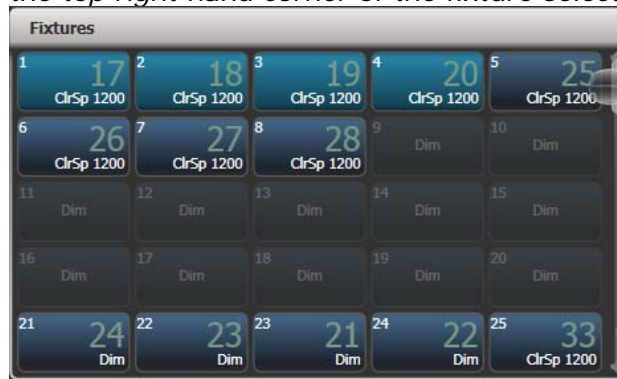 the top right hand corner of the fixture select
Fixtures
1 17 2 18 3 19 4 20 5 25
ClrSp 1200 ClrSp 1200 ClrSp 1200 ClrSp 1200 ClrSp 1200
6 26 7 27 8 28 9 10
ClrSp 1200 ClrSp 1200 ClrSp 1200 Dim Dim
11 12 13 14 15
Dim Dim Dim Dim Dim
16 17 18 19 20
Dim Dim Dim Dim Dim
21 24 22 23 23 21 24 22 25 33
Dim Dim Dim Dim ClrSp 1200